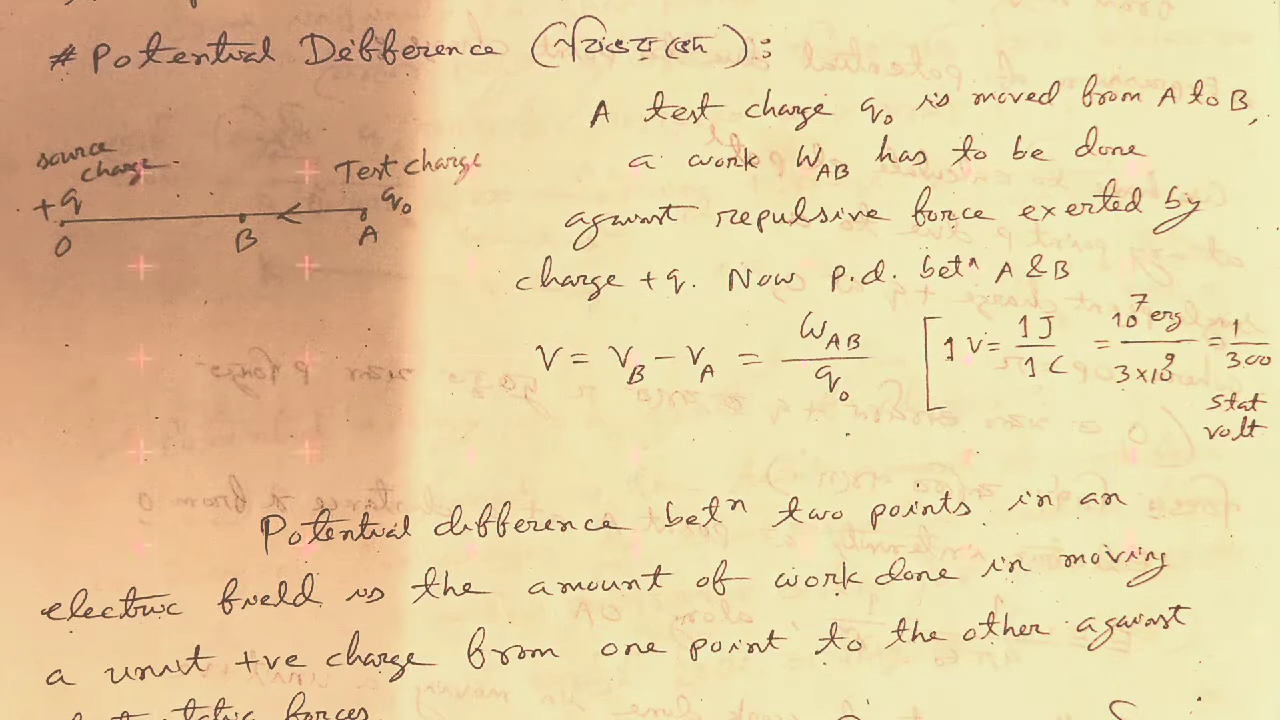 # Potential Difference (বিভবপ্রভেদ):
A test charge q₀ is moved from A to B,
source charge
Test charge
a work W_AB has to be done
+q
q₀
against repulsive force exerted by
O B A
charge +q. Now p.d. betⁿ A & B
V = V_B - V_A = W_AB / q₀ [1 V = 1 J / 1 C = 10⁷ erg / 3×10⁹ = 1/300 stat volt
Potential difference betⁿ two points in an
electric field is the amount of work done in moving
a unit +ve charge from one point to the other against
forces.